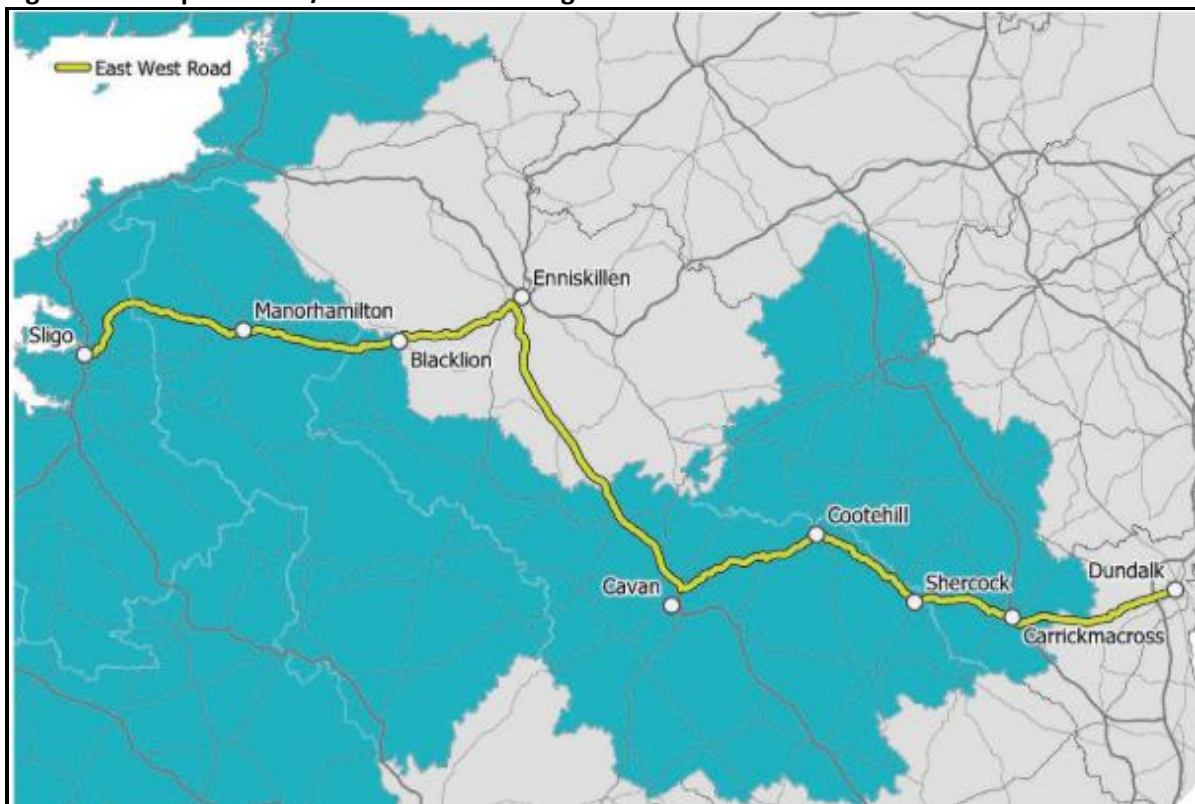 East West Road
Enniskillen
Manorhamilton
Sligo
Blacklion
Cootehill
Cavan
Shercock
Dundalk
Carrickmacross